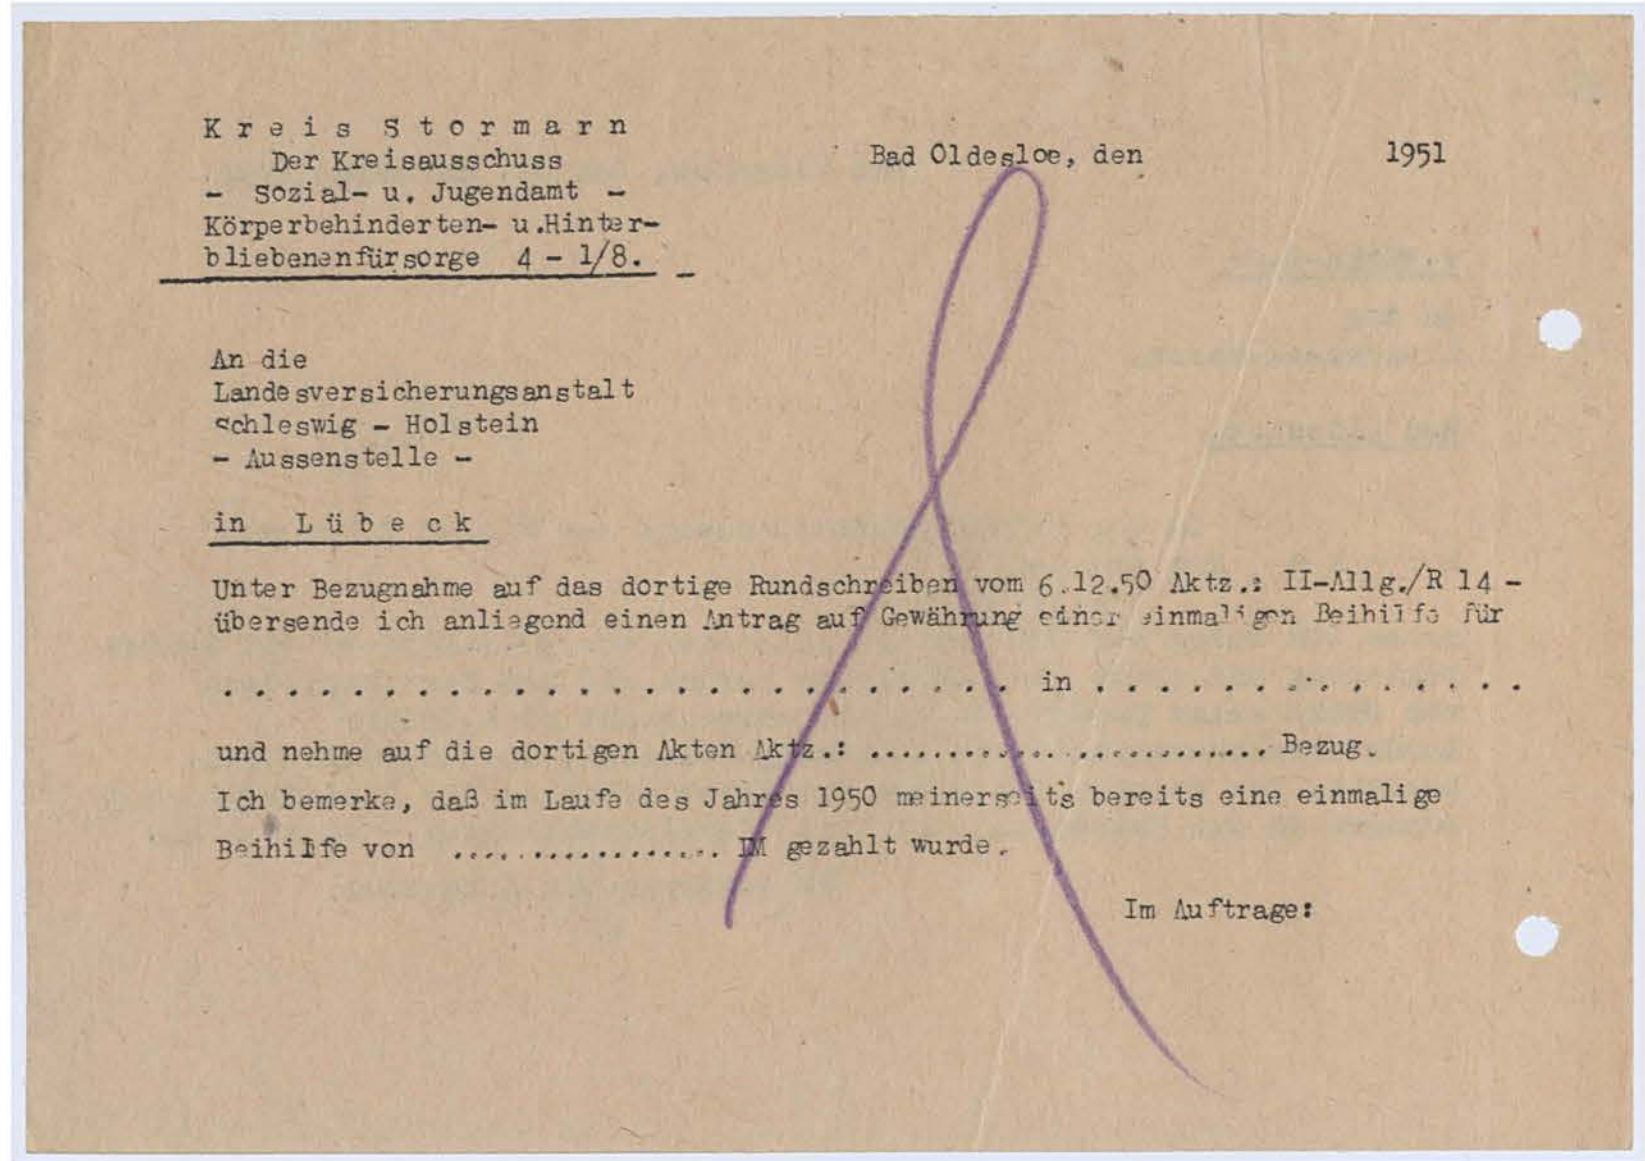 Kreis Stormarn
Der Kreisausschuss
- Sozial- u. Jugendamt -
Körperbehinderten- u.Hinter-
bliebenenfürsorge 4 - 1/8. -
Bad Oldesloe, den 1951
An die
Landesversicherungsanstalt
Schleswig - Holstein
- Aussenstelle -
in Lübeck
Unter Bezugnahme auf das dortige Rundschreiben vom 6.12.50 Aktz.: II-Allg./R 14 -
übersende ich anliegend einen Antrag auf Gewährung einer einmaligen Beihilfe für
. . . . . . . . . . . . . . . . . . . . . . . . . . . . . . in . . . . . . . . . . . . . . . .
und nehme auf die dortigen Akten Aktz.: .................................. Bezug.
Ich bemerke, daß im Laufe des Jahres 1950 meinerseits bereits eine einmalige
Beihilfe von ....................... DM gezahlt wurde.
Im Auftrage: